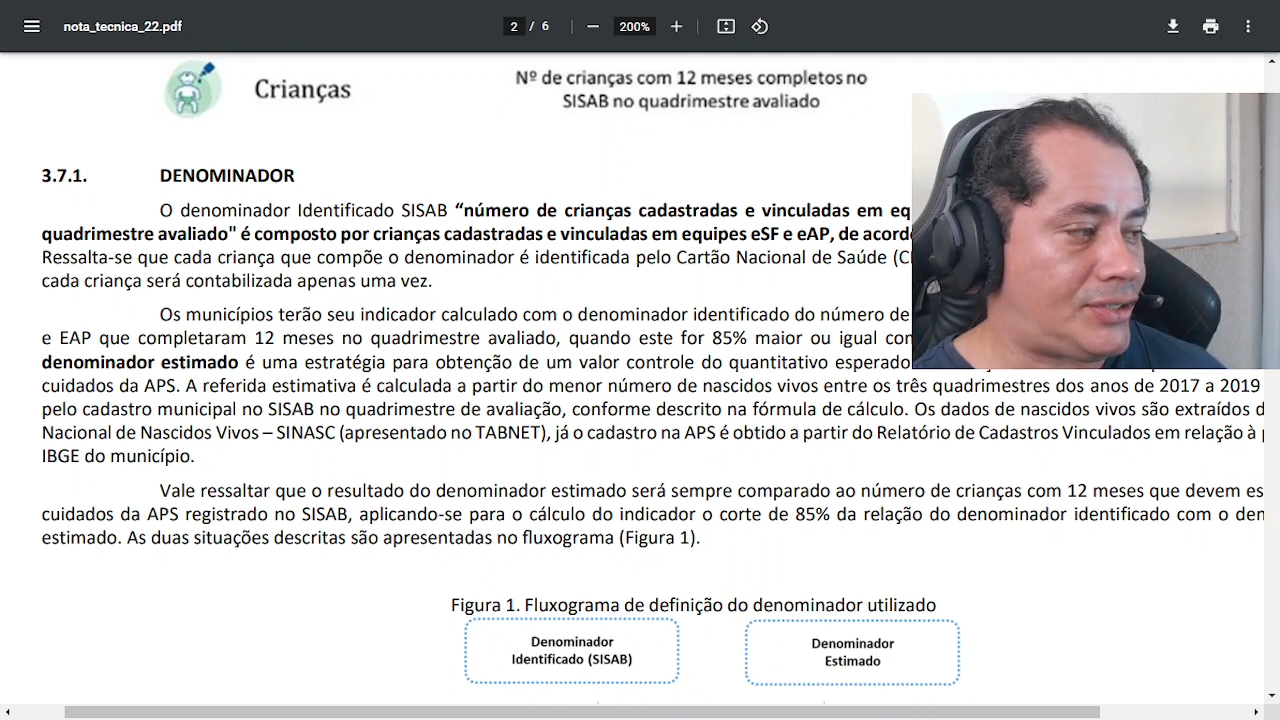 nota_tecnica_22.pdf
2 / 6
200%
Crianças
Nº de crianças com 12 meses completos no
SISAB no quadrimestre avaliado
3.7.1. DENOMINADOR
O denominador Identificado SISAB “número de crianças cadastradas e vinculadas em
quadrimestre avaliado" é composto por crianças cadastradas e vinculadas em equipes eSF e eAP, de
Ressalta-se que cada criança que compõe o denominador é identificada pelo Cartão Nacional de Saúde
cada criança será contabilizada apenas uma vez.
Os municípios terão seu indicador calculado com o denominador identificado do número de
e EAP que completaram 12 meses no quadrimestre avaliado, quando este for 85% maior ou igual
denominador estimado é uma estratégia para obtenção de um valor controle do quantitativo esperado
cuidados da APS. A referida estimativa é calculada a partir do menor número de nascidos vivos entre os três quadrimestres dos anos de 2017 a 2019
pelo cadastro municipal no SISAB no quadrimestre de avaliação, conforme descrito na fórmula de cálculo. Os dados de nascidos vivos são extraídos
Nacional de Nascidos Vivos – SINASC (apresentado no TABNET), já o cadastro na APS é obtido a partir do Relatório de Cadastros Vinculados em relação à
IBGE do município.
Vale ressaltar que o resultado do denominador estimado será sempre comparado ao número de crianças com 12 meses que devem
cuidados da APS registrado no SISAB, aplicando-se para o cálculo do indicador o corte de 85% da relação do denominador identificado com o
estimado. As duas situações descritas são apresentadas no fluxograma (Figura 1).
Figura 1. Fluxograma de definição do denominador utilizado
Denominador
Identificado (SISAB)
Denominador
Estimado